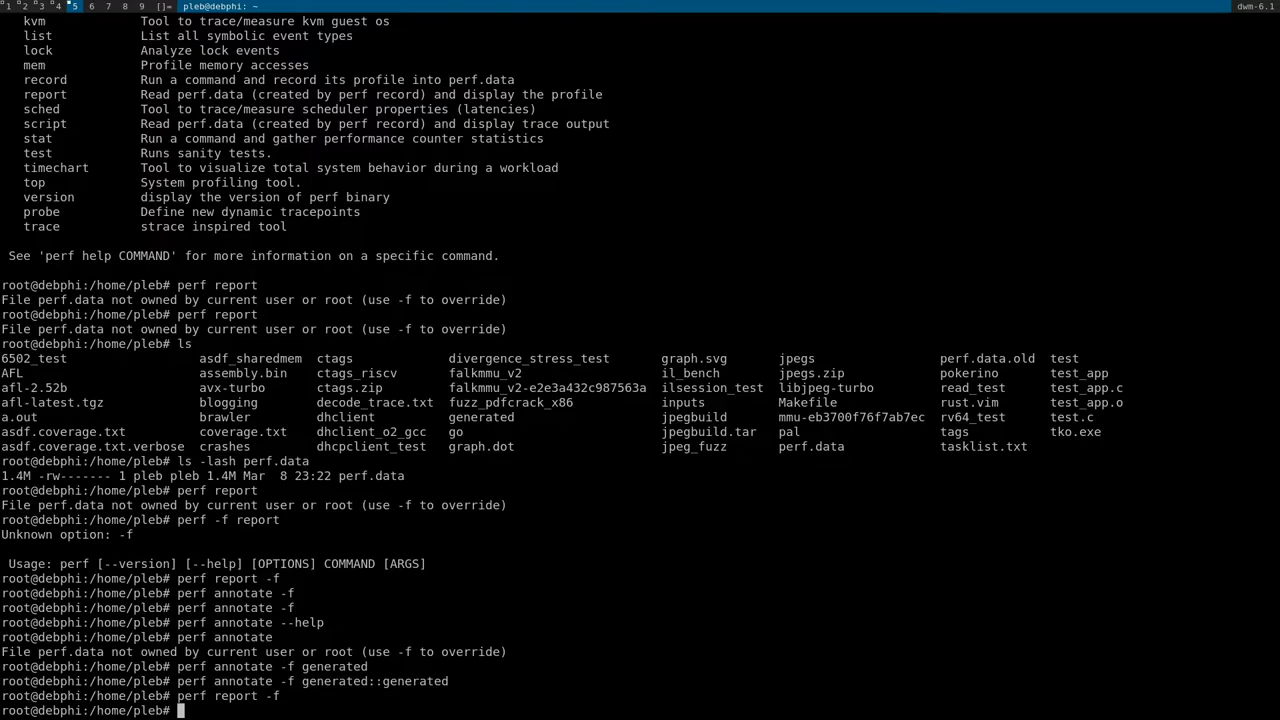 1 2 3 4 5 6 7 8 9 []= pleb@debphi: ~ dwm-6.1
kvm Tool to trace/measure kvm guest os
list List all symbolic event types
lock Analyze lock events
mem Profile memory accesses
record Run a command and record its profile into perf.data
report Read perf.data (created by perf record) and display the profile
sched Tool to trace/measure scheduler properties (latencies)
script Read perf.data (created by perf record) and display trace output
stat Run a command and gather performance counter statistics
test Runs sanity tests.
timechart Tool to visualize total system behavior during a workload
top System profiling tool.
version display the version of perf binary
probe Define new dynamic tracepoints
trace strace inspired tool
See 'perf help COMMAND' for more information on a specific command.
root@debphi:/home/pleb# perf report
File perf.data not owned by current user or root (use -f to override)
root@debphi:/home/pleb# perf report
File perf.data not owned by current user or root (use -f to override)
root@debphi:/home/pleb# ls
6502_test asdf_sharedmem ctags divergence_stress_test graph.svg jpegs perf.data.old test
AFL assembly.bin ctags_riscv falkmmu_v2 il_bench jpegs.zip pokerino test_app
afl-2.52b avx-turbo ctags.zip falkmmu_v2-e2e3a432c987563a ilsession_test libjpeg-turbo read_test test_app.c
afl-latest.tgz blogging decode_trace.txt fuzz_pdfcrack_x86 inputs Makefile rust.vim test_app.o
a.out brawler dhclient generated jpegbuild mmu-eb3700f76f7ab7ec rv64_test test.c
asdf.coverage.txt coverage.txt dhclient_o2_gcc go jpegbuild.tar pal tags tko.exe
asdf.coverage.txt.verbose crashes dhcpclient_test graph.dot jpeg_fuzz perf.data tasklist.txt
root@debphi:/home/pleb# ls -lash perf.data
1.4M -rw------- 1 pleb pleb 1.4M Mar  8 23:22 perf.data
root@debphi:/home/pleb# perf report
File perf.data not owned by current user or root (use -f to override)
root@debphi:/home/pleb# perf -f report
Unknown option: -f
Usage: perf [--version] [--help] [OPTIONS] COMMAND [ARGS]
root@debphi:/home/pleb# perf report -f
root@debphi:/home/pleb# perf annotate -f
root@debphi:/home/pleb# perf annotate -f
root@debphi:/home/pleb# perf annotate --help
root@debphi:/home/pleb# perf annotate
File perf.data not owned by current user or root (use -f to override)
root@debphi:/home/pleb# perf annotate -f generated
root@debphi:/home/pleb# perf annotate -f generated::generated
root@debphi:/home/pleb# perf report -f
root@debphi:/home/pleb#